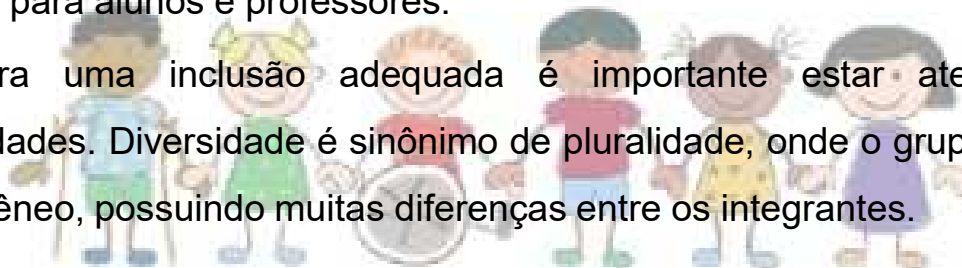 para alunos e professores.
ra uma inclusão adequada é importante estar ate
dades. Diversidade é sinônimo de pluralidade, onde o grup
êneo, possuindo muitas diferenças entre os integrantes.